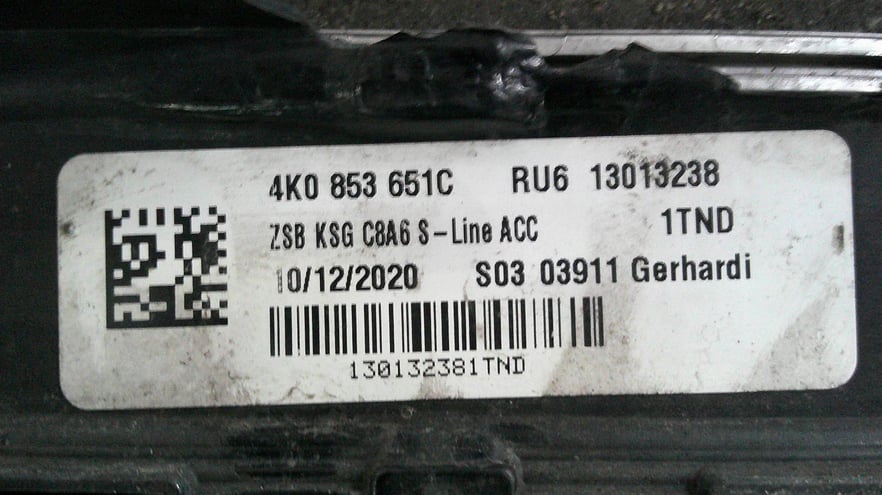 4K0 853 651C RU6 13013238
ZSB KSG C8A6 S-Line ACC 1TND
10/12/2020 S03 03911 Gerhardi
130132381TND